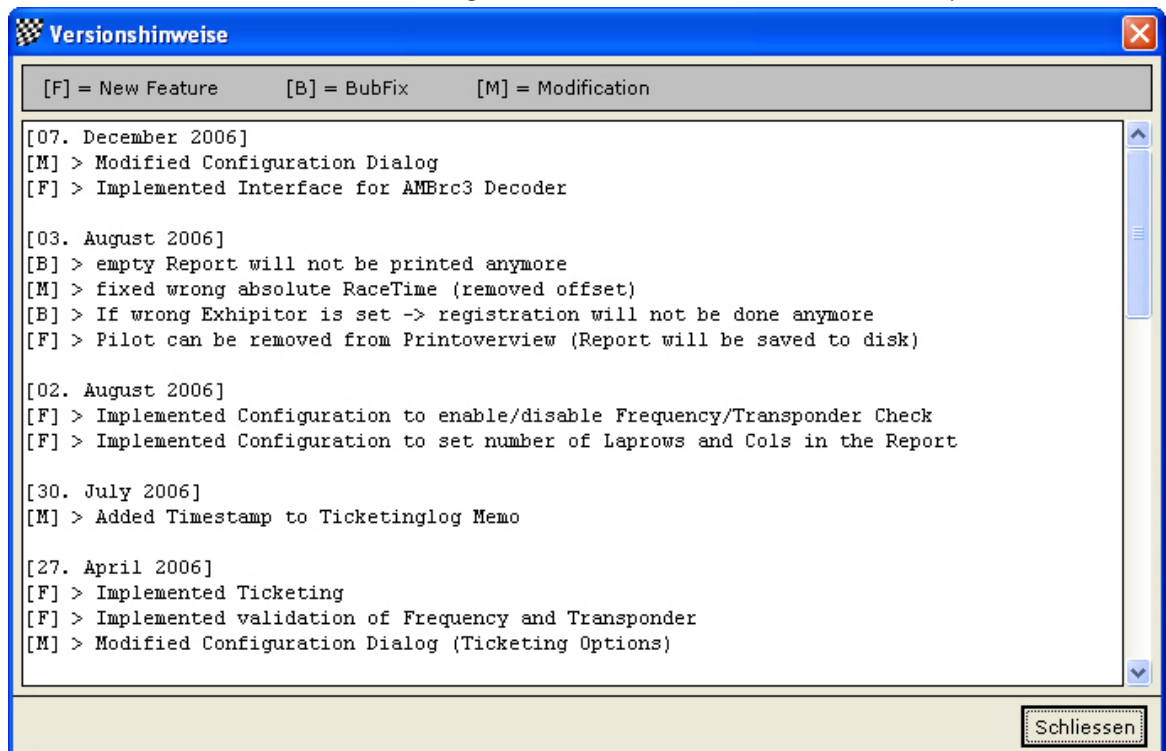 Versionshinweise
[F] = New Feature [B] = BubFix [M] = Modification
[07. December 2006]
[M] > Modified Configuration Dialog
[F] > Implemented Interface for AMBrc3 Decoder
[03. August 2006]
[B] > empty Report will not be printed anymore
[M] > fixed wrong absolute RaceTime (removed offset)
[B] > If wrong Exhipitor is set -> registration will not be done anymore
[F] > Pilot can be removed from Printoverview (Report will be saved to disk)
[02. August 2006]
[F] > Implemented Configuration to enable/disable Frequency/Transponder Check
[F] > Implemented Configuration to set number of Laprows and Cols in the Report
[30. July 2006]
[M] > Added Timestamp to Ticketinglog Memo
[27. April 2006]
[F] > Implemented Ticketing
[F] > Implemented validation of Frequency and Transponder
[M] > Modified Configuration Dialog (Ticketing Options)
Schliessen